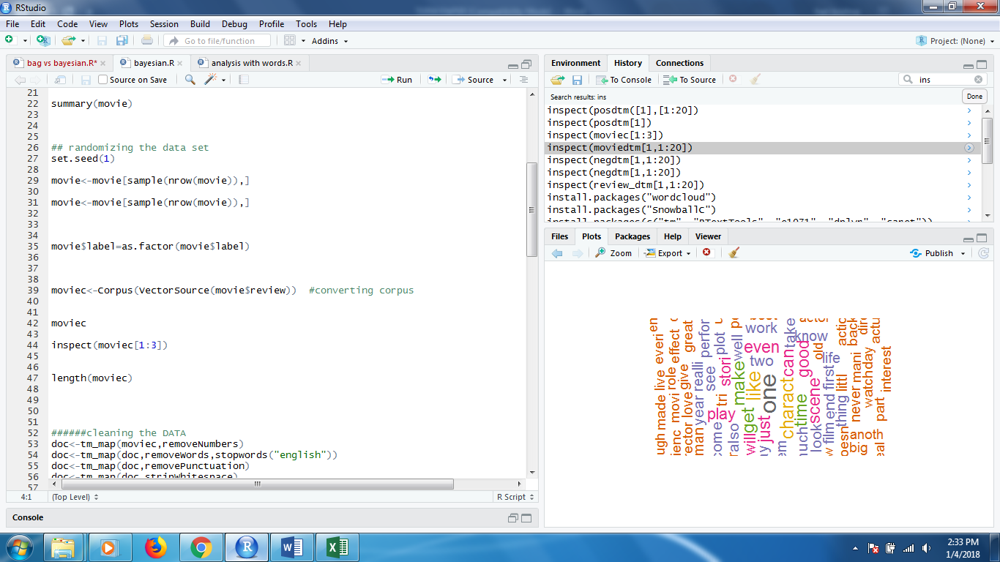 RStudio
File Edit Code View Plots Session Build Debug Profile Tools Help
Go to file/function Addins Project: (None)
bag vs bayesian.R* bayesian.R analysis with words.R
Source on Save Run Source
21
22 summary(movie)
23
24
25
26 ## randomizing the data set
27 set.seed(1)
28
29 movie<-movie[sample(nrow(movie)),]
30
31 movie<-movie[sample(nrow(movie)),]
32
33
34
35 movie$label=as.factor(movie$label)
36
37
38
39 moviec<-Corpus(VectorSource(movie$review)) #converting corpus
40
41
42 moviec
43
44 inspect(moviec[1:3])
45
46
47 length(moviec)
48
49
50
51
52 ######cleaning the DATA
53 doc<-tm_map(moviec,removeNumbers)
54 doc<-tm_map(doc,removeWords,stopwords("english"))
55 doc<-tm_map(doc,removePunctuation)
56 doc<-tm_map(doc,stripWhitespace)
57
4:1 (Top Level) R Script
Console
Environment History Connections
To Console To Source ins
Search results: ins Done
inspect(posdtm([1],[1:20])
inspect(posdtm[1])
inspect(moviec[1:3])
inspect(moviedtm[1,1:20])
inspect(negdtm[1,1:20])
inspect(negdtm[1,1:20])
inspect(review_dtm[1,1:20])
install.packages("wordcloud")
install.packages("SnowballC")
install.packages(c("tm", "RTextTools", "e1071", "dplyr", "caret"))
Files Plots Packages Help Viewer
Zoom Export Publish
work
know
even
two
life
play
anoth
big
everi
live
made
effect
role
movi
great
give
love
perfor
realli
year
man
see
come
plot
tri
stori
well
make
get
will
like
one
just
charact
can
take
good
time
scene
look
old
first
end
film
thing
littl
actic
back
mani
never
day
watch
actu
part
interest
2:33 PM
1/4/2018